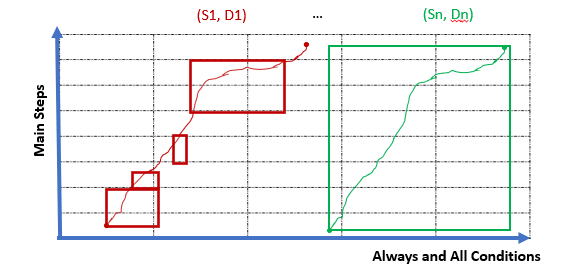 (S1, D1) ... (Sn, Dn)
Main Steps
Always and All Conditions